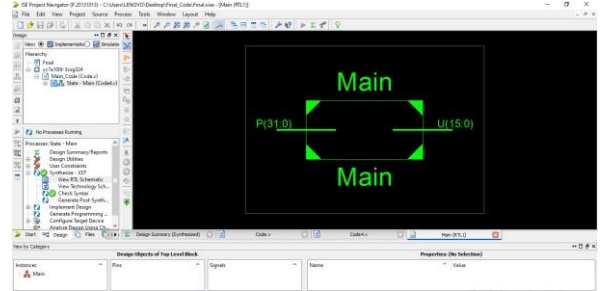 ISE Project Navigator (P.20131013) - C:\Users\LENOVO\Desktop\Final_Code\Final.xise - [Main (RTL1)]
File Edit View Project Source Process Tools Window Layout Help
Design
View: Implementation Simulation
Hierarchy
Final
Main_Code (Code.v)
State - Main (Code4.v)
No Processes Running
Processes: State - Main
Design Summary/Reports
Design Utilities
User Constraints
Synthesize - XST
View RTL Schematic
View Technology Sch...
Check Syntax
Generate Post-Synth...
Implement Design
Generate Programming ...
Configure Target Device
Analyze Design Using Ch...
Main
P(31:0) U(15:0)
Main
Start Design Files
Design Summary (Synthesized) Code.v Code4.v Main (RTL1)
View by Category
Design Objects of Top Level Block Properties: (No Selection)
Instances Pins Signals Name Value
Main